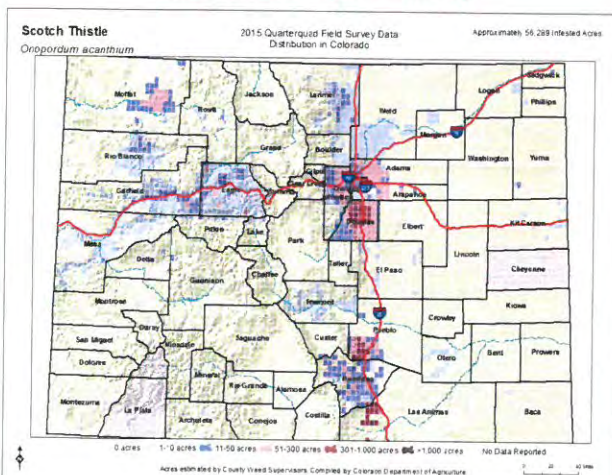 Scotch Thistle
Onopordum acanthium
2015 Quarterquad Field Survey Data
Distribution in Colorado
Approximately 56,289 Infested Acres
Sedgwick
Logan
Moffat
Jackson
Larimer
Phillips
Routt
Weld
Morgan
Grand
Boulder
Washington
Yuma
Rio Blanco
Gilpin
Adams
Garfield
Eagle
Arapahoe
Douglas
Elbert
Kit Carson
Pitkin
Lake
Park
Mesa
Lincoln
Delta
Teller
El Paso
Cheyenne
Chaffee
Gunnison
Fremont
Kiowa
Montrose
Crowley
Pueblo
Ouray
Custer
San Miguel
Saguache
Otero
Bent
Prowers
Hinsdale
Dolores
Huerfano
Mineral
Rio Grande
Alamosa
Montezuma
La Plata
Costilla
Las Animas
Baca
Archuleta
Conejos
0 acres 1-10 acres 11-50 acres 51-300 acres 301-1,000 acres >1,000 acres No Data Reported
Acres estimated by County Weed Supervisors, Compiled by Colorado Department of Agriculture